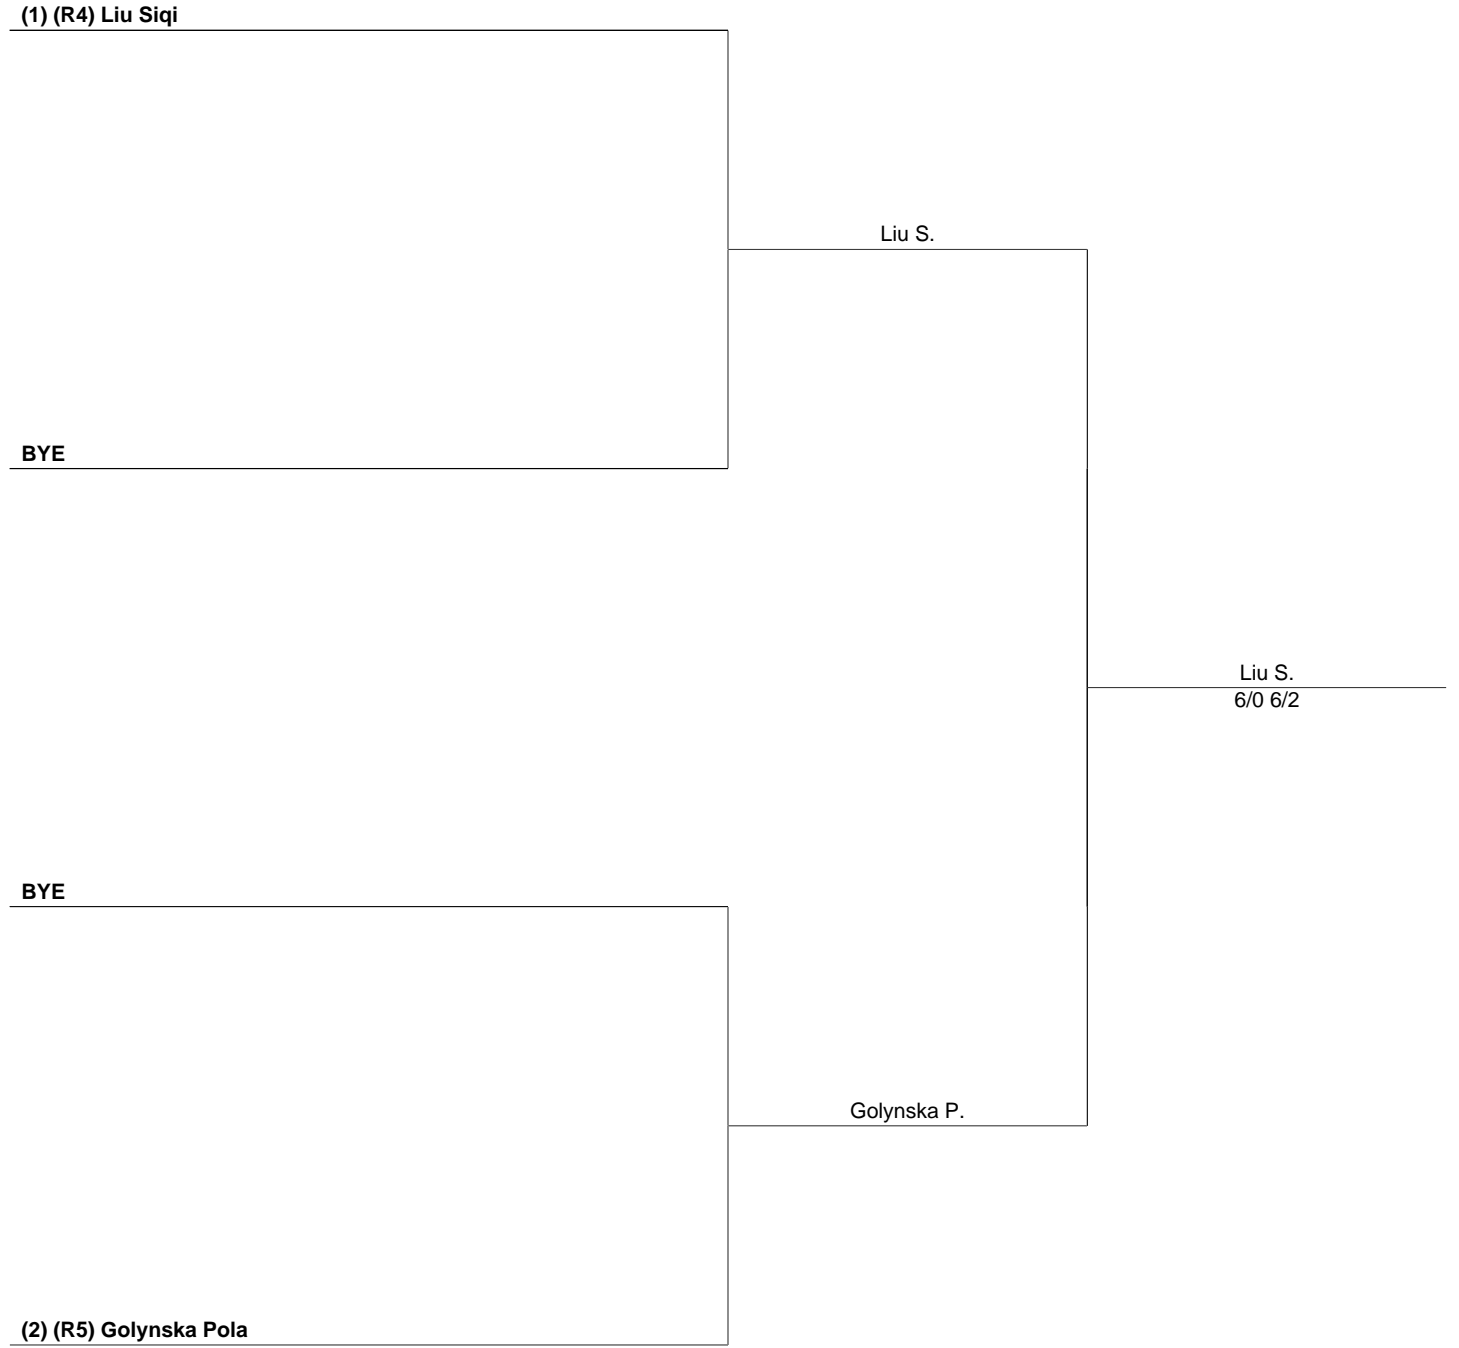 (1) (R4) Liu Siqi
Liu S.
BYE
Liu S.
6/0 6/2
BYE
Golynska P.
(2) (R5) Golynska Pola